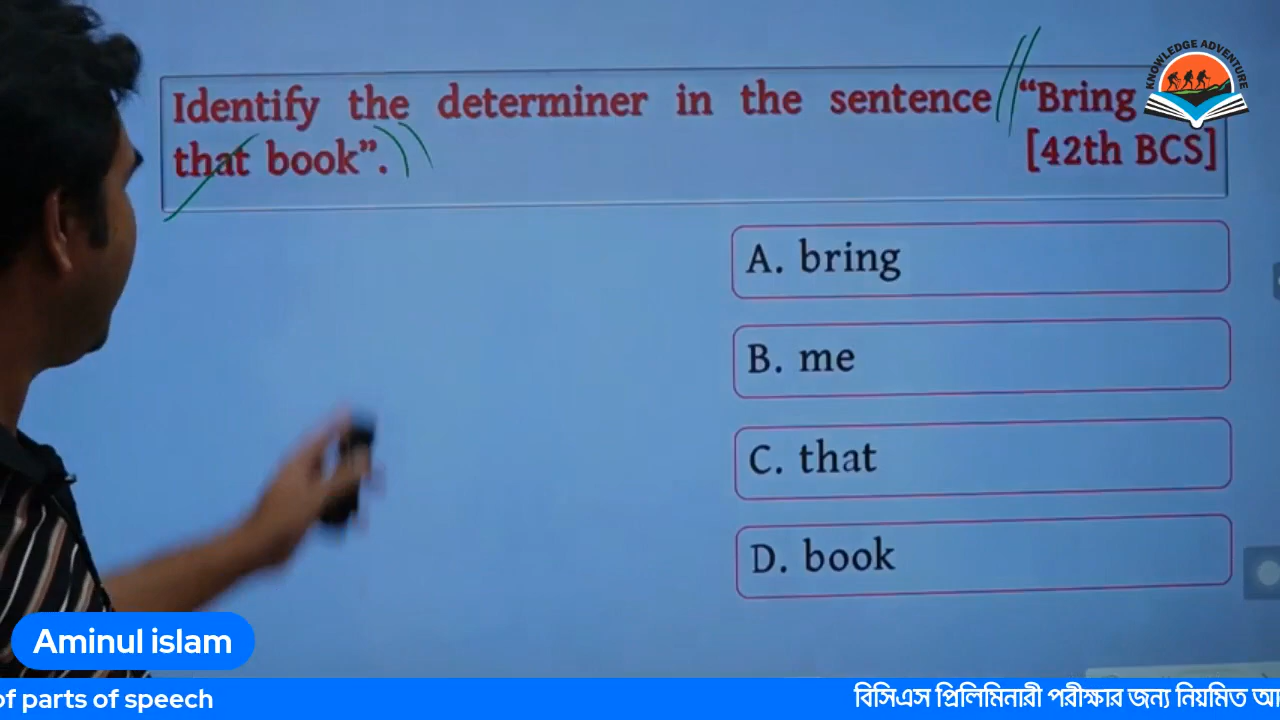 KNOWLEDGE ADVENTURE
Identify the determiner in the sentence “Bring
that book”.
[42th BCS]
A. bring
B. me
C. that
D. book
Aminul islam
of parts of speech
বিসিএস প্রিলিমিনারী পরীক্ষার জন্য নিয়মিত